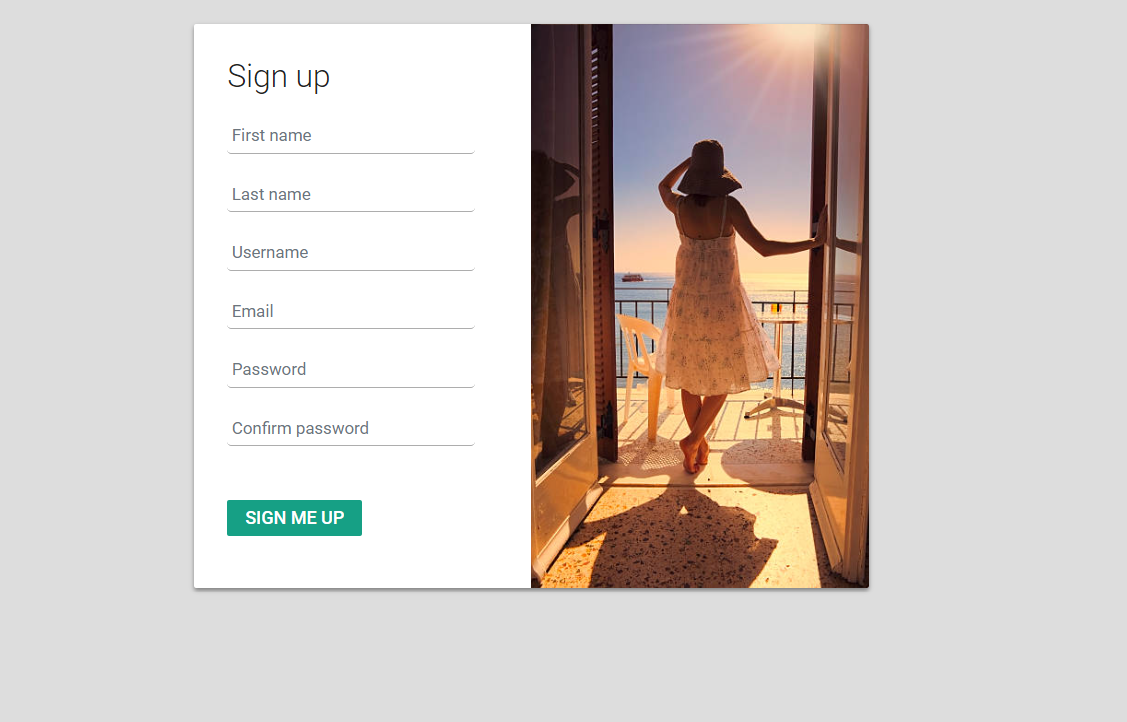 Sign up
First name
Last name
Username
Email
Password
Confirm password
SIGN ME UP